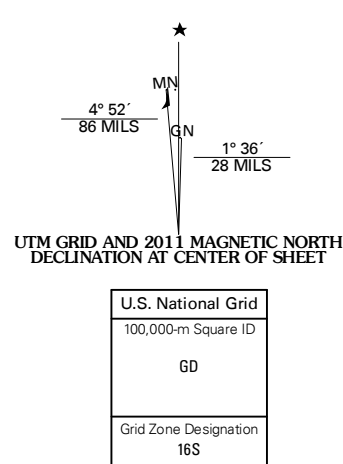 ★
MN
GN
4° 52´
86 MILS
1° 36´
28 MILS
UTM GRID AND 2011 MAGNETIC NORTH
DECLINATION AT CENTER OF SHEET
U.S. National Grid
100,000-m Square ID
GD
Grid Zone Designation
16S